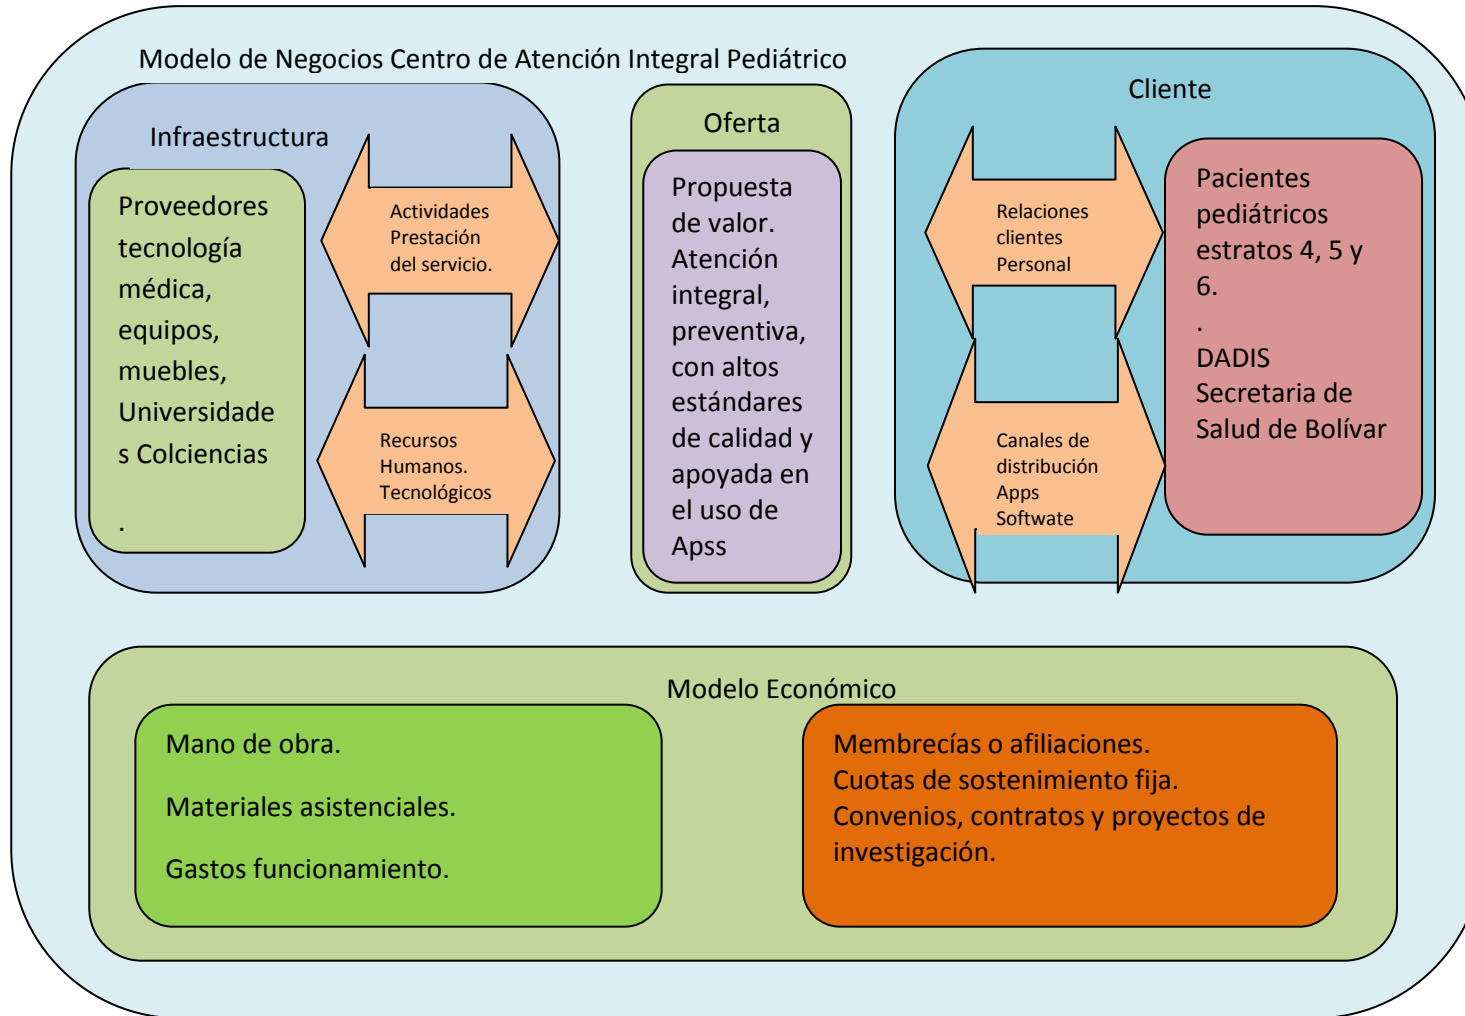 Modelo de Negocios Centro de Atención Integral Pediátrico
Infraestructura
Proveedores
tecnología
médica,
equipos,
muebles,
Universidade
s Colciencias
.
Actividades
Prestación
del servicio.
Recursos
Humanos.
Tecnológicos
Oferta
Propuesta
de valor.
Atención
integral,
preventiva,
con altos
estándares
de calidad y
apoyada en
el uso de
Apss
Cliente
Relaciones
clientes
Personal
Canales de
distribución
Apps
Softwate
Pacientes
pediátricos
estratos 4, 5 y
6.
.
DADIS
Secretaria de
Salud de Bolívar
Modelo Económico
Mano de obra.
Materiales asistenciales.
Gastos funcionamiento.
Membrecías o afiliaciones.
Cuotas de sostenimiento fija.
Convenios, contratos y proyectos de
investigación.